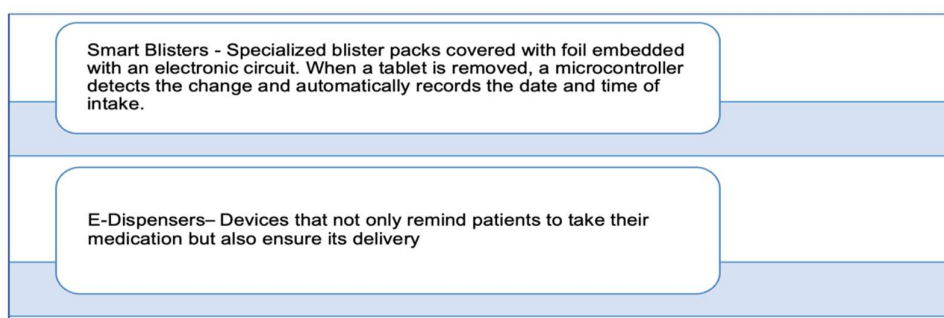 Smart Blisters - Specialized blister packs covered with foil embedded
with an electronic circuit. When a tablet is removed, a microcontroller
detects the change and automatically records the date and time of
intake.
E-Dispensers– Devices that not only remind patients to take their
medication but also ensure its delivery